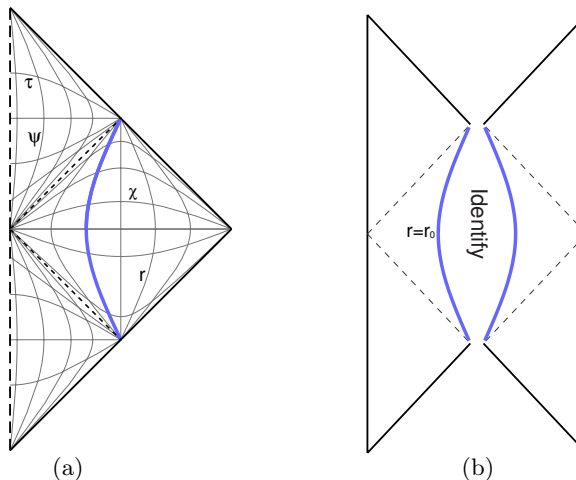 τ
ψ
χ
r
r=r₀
Identify
(a)
(b)